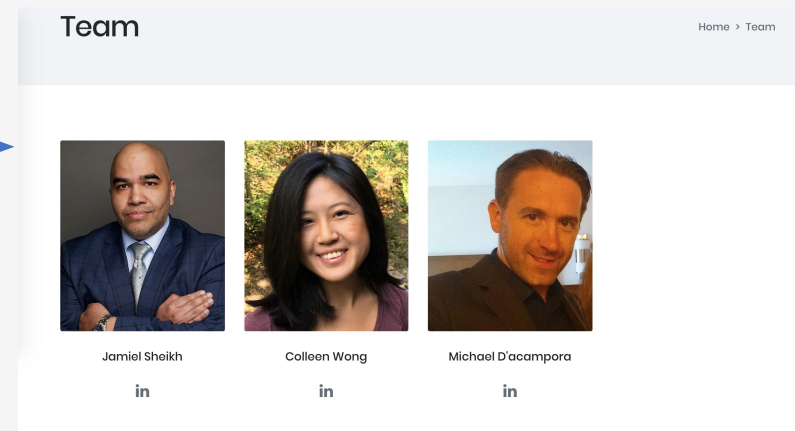 Team
Home > Team
Jamiel Sheikh
Colleen Wong
Michael D'acampora
in
in
in